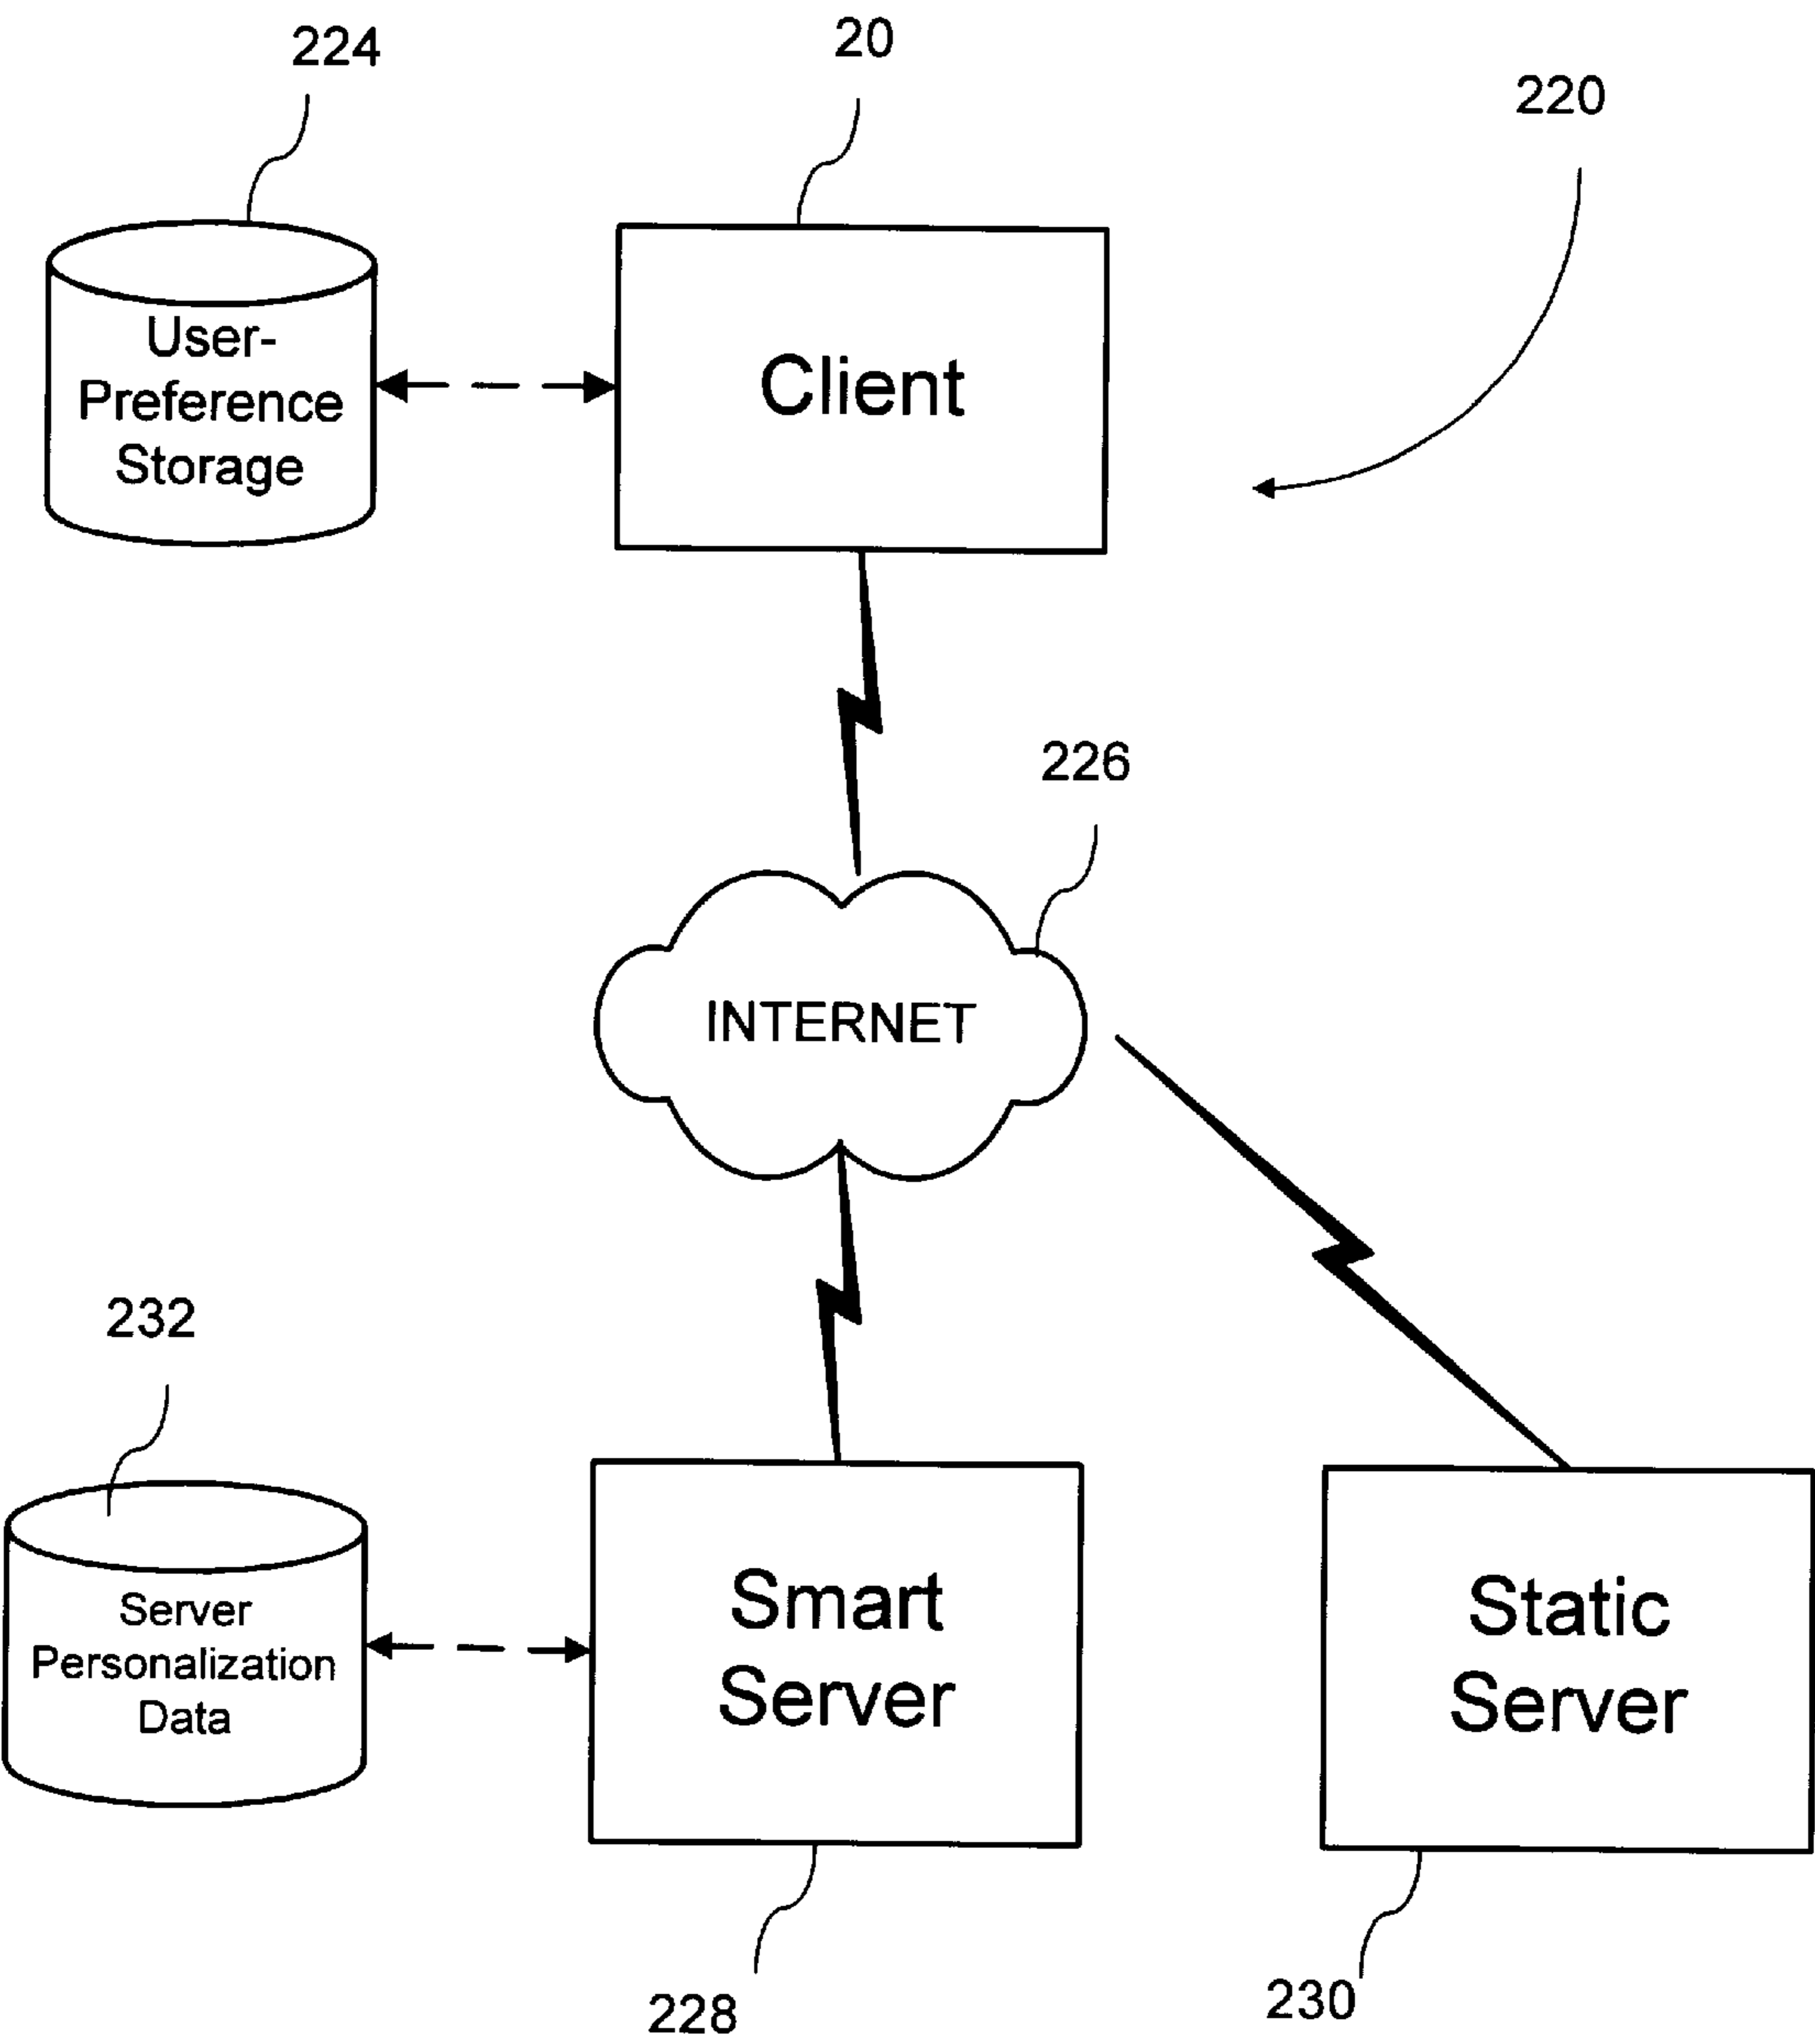 224
20
220
User-
Preference
Storage
Client
226
INTERNET
232
Server
Personalization
Data
Smart
Server
Static
Server
228
230